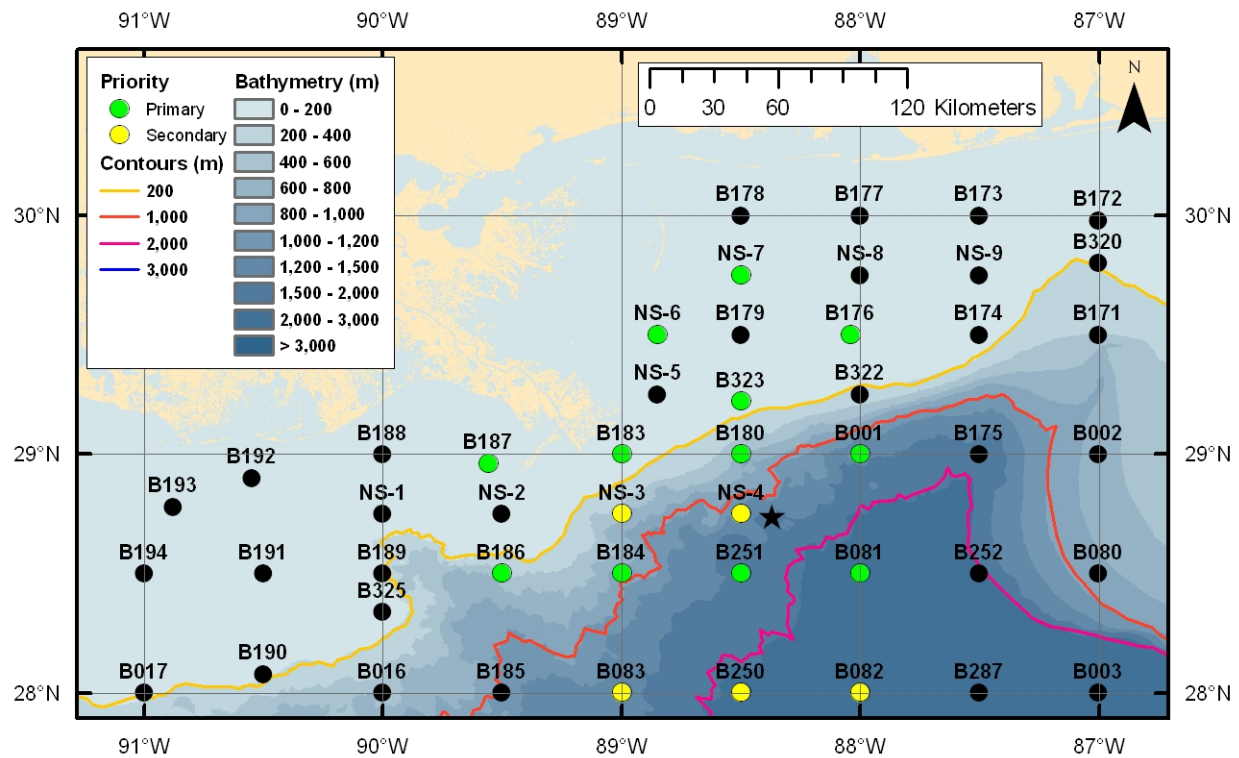 91°W 90°W 89°W 88°W 87°W
Priority
Primary
Secondary
Contours (m)
200
1,000
2,000
3,000
Bathymetry (m)
0 - 200
200 - 400
400 - 600
600 - 800
800 - 1,000
1,000 - 1,200
1,200 - 1,500
1,500 - 2,000
2,000 - 3,000
> 3,000
0 30 60 120 Kilometers
N
B178 B177 B173 B172
30°N 30°N
NS-7 NS-8 NS-9 B320
NS-6 B179 B176 B174 B171
NS-5 B323 B322
B188 B187 B183 B180 B001 B175 B002
29°N 29°N
B193 B192 NS-1 NS-2 NS-3 NS-4
B194 B191 B189 B186 B184 B251 B081 B252 B080
B325
B190
B017 B016 B185 B083 B250 B082 B287 B003
28°N 28°N
91°W 90°W 89°W 88°W 87°W